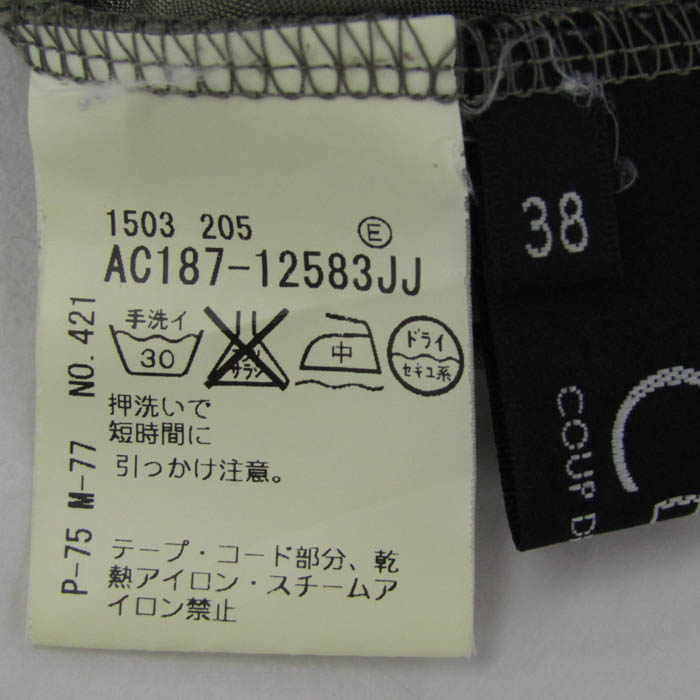 1503 205 E
AC187-12583JJ
手洗イ
30
サラシ
中
ドライ
セキユ系
押洗いで
短時間に
引っかけ注意。
テープ・コード部分、乾
熱アイロン・スチームア
イロン禁止
P-75 M-77 NO.421
38
COUP D